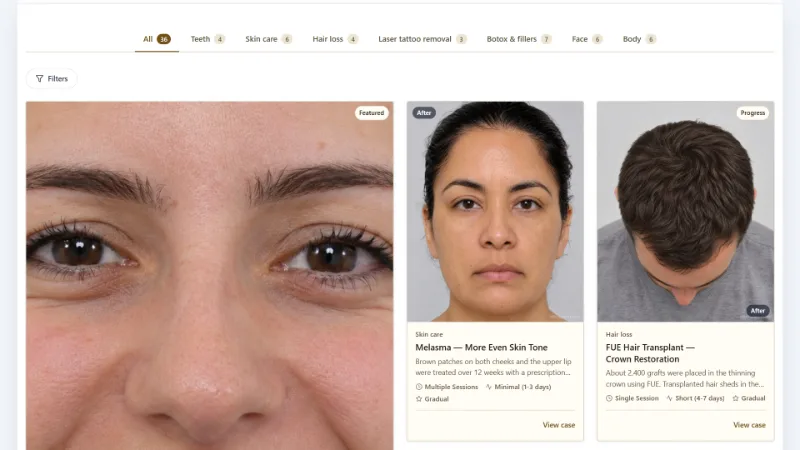 All 36
Teeth 4
Skin care 6
Hair loss 4
Laser tattoo removal 3
Botox & fillers 7
Face 6
Body 6
Filters
Featured
After
Skin care
Melasma — More Even Skin Tone
Brown patches on both cheeks and the upper lip
were treated over 12 weeks with a prescription...
Multiple Sessions
Minimal (1-3 days)
Gradual
View case
Progress
After
Hair loss
FUE Hair Transplant —
Crown Restoration
About 2,400 grafts were placed in the thinning
crown using FUE. Transplanted hair sheds in the...
Single Session
Short (4-7 days)
Gradual
View case